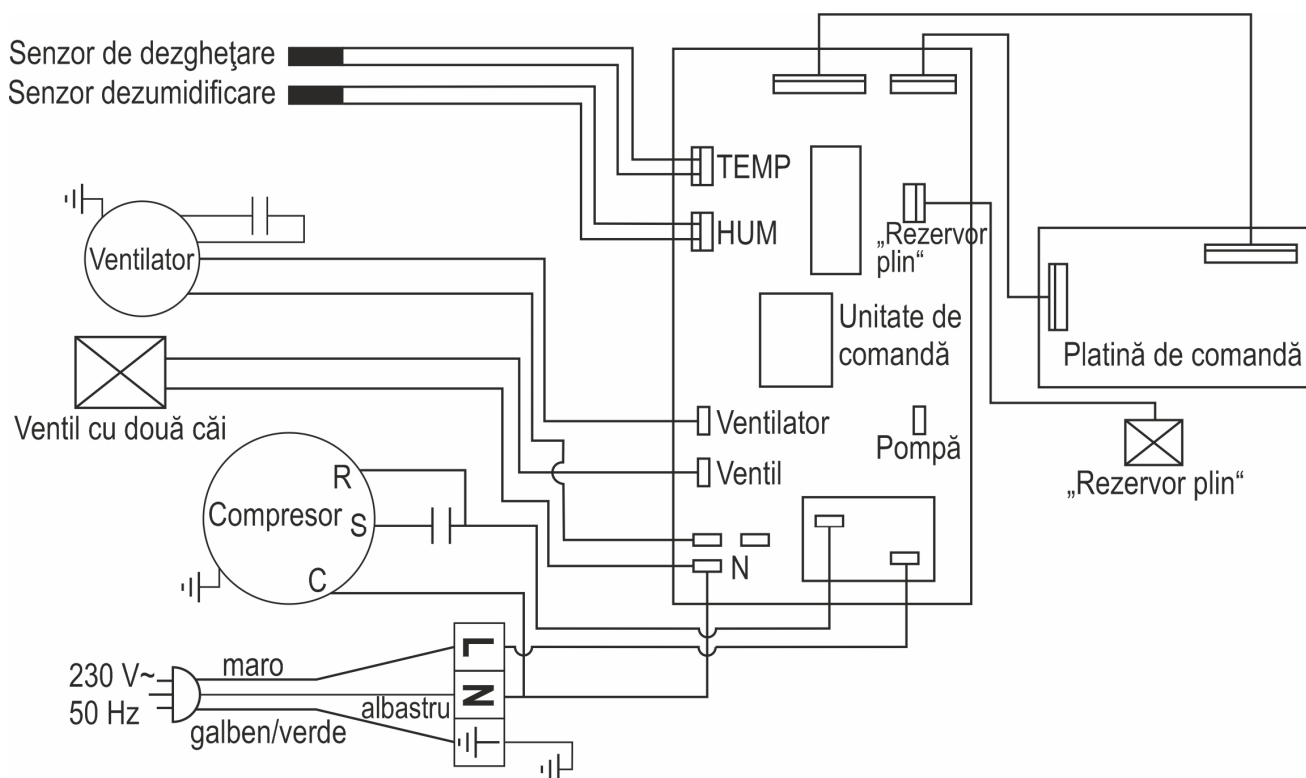 Senzor de dezgheţare
Senzor dezumidificare
TEMP
HUM
„Rezervor
plin“
Ventilator
Unitate de
comandă
Platină de comandă
Ventil cu două căi
Ventilator
Pompă
Ventil
„Rezervor plin“
R
Compresor
S
C
N
L
N
230 V~
50 Hz
maro
albastru
galben/verde